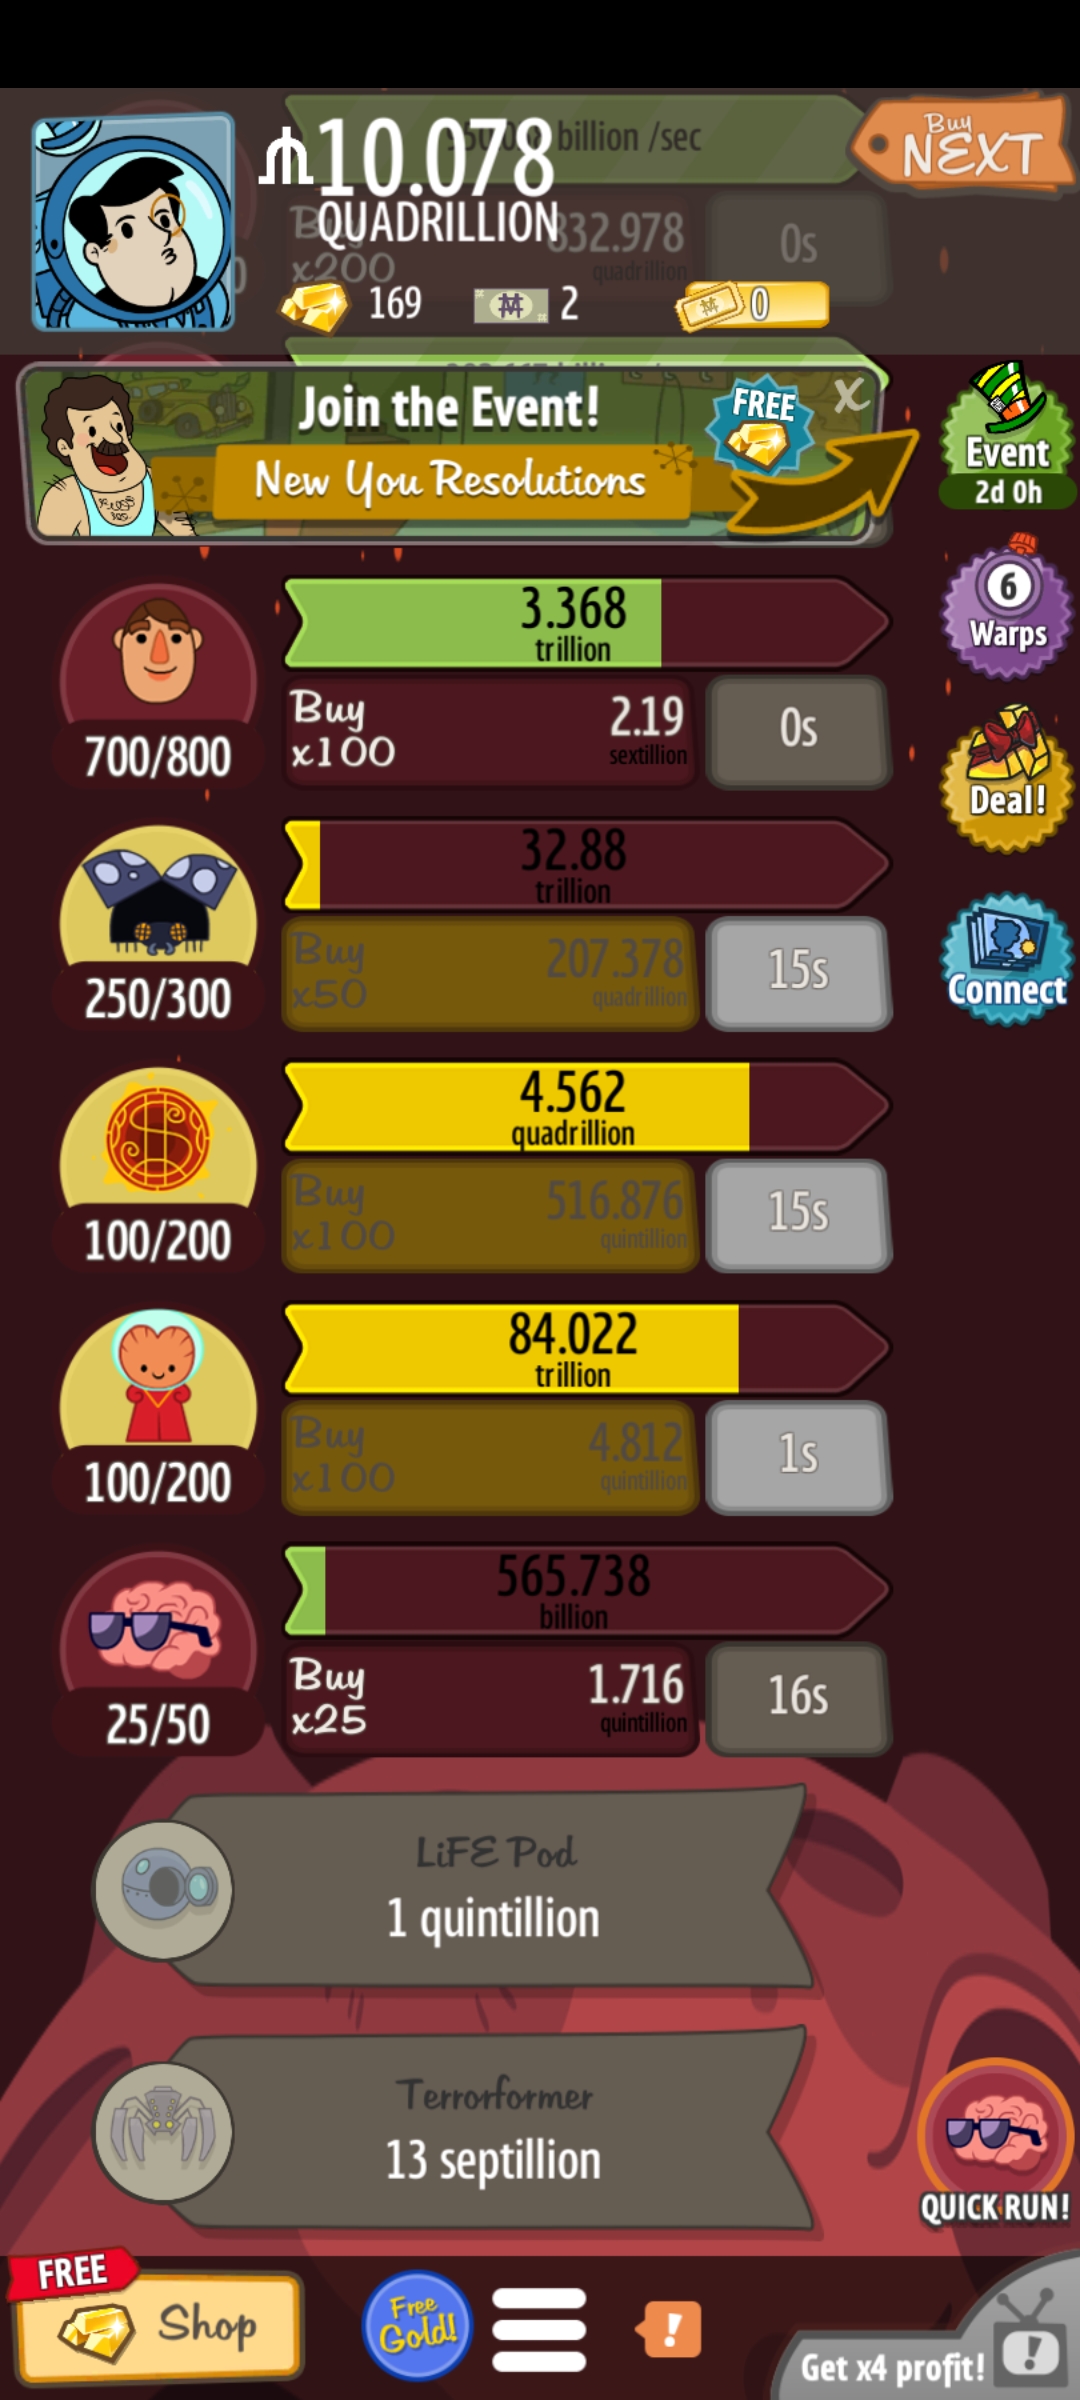 billion /sec
10.078
QUADRILLION
Buy
NEXT
Buy
x200
832.978
quadrillion
0s
169
2
0
Join the Event!
New You Resolutions
FREE
X
Event
2d 0h
3.368
trillion
700/800
Buy
x100
2.19
sextillion
0s
6
Warps
32.88
trillion
250/300
Buy
x50
207.378
quadrillion
15s
Deal!
Connect
4.562
quadrillion
100/200
Buy
x100
516.876
quintillion
15s
84.022
trillion
100/200
Buy
x100
4.812
quintillion
1s
565.738
billion
25/50
Buy
x25
1.716
quintillion
16s
LiFE Pod
1 quintillion
Terrorformer
13 septillion
QUICK RUN!
FREE
Shop
Free
Gold!
!
!
Get x4 profit!